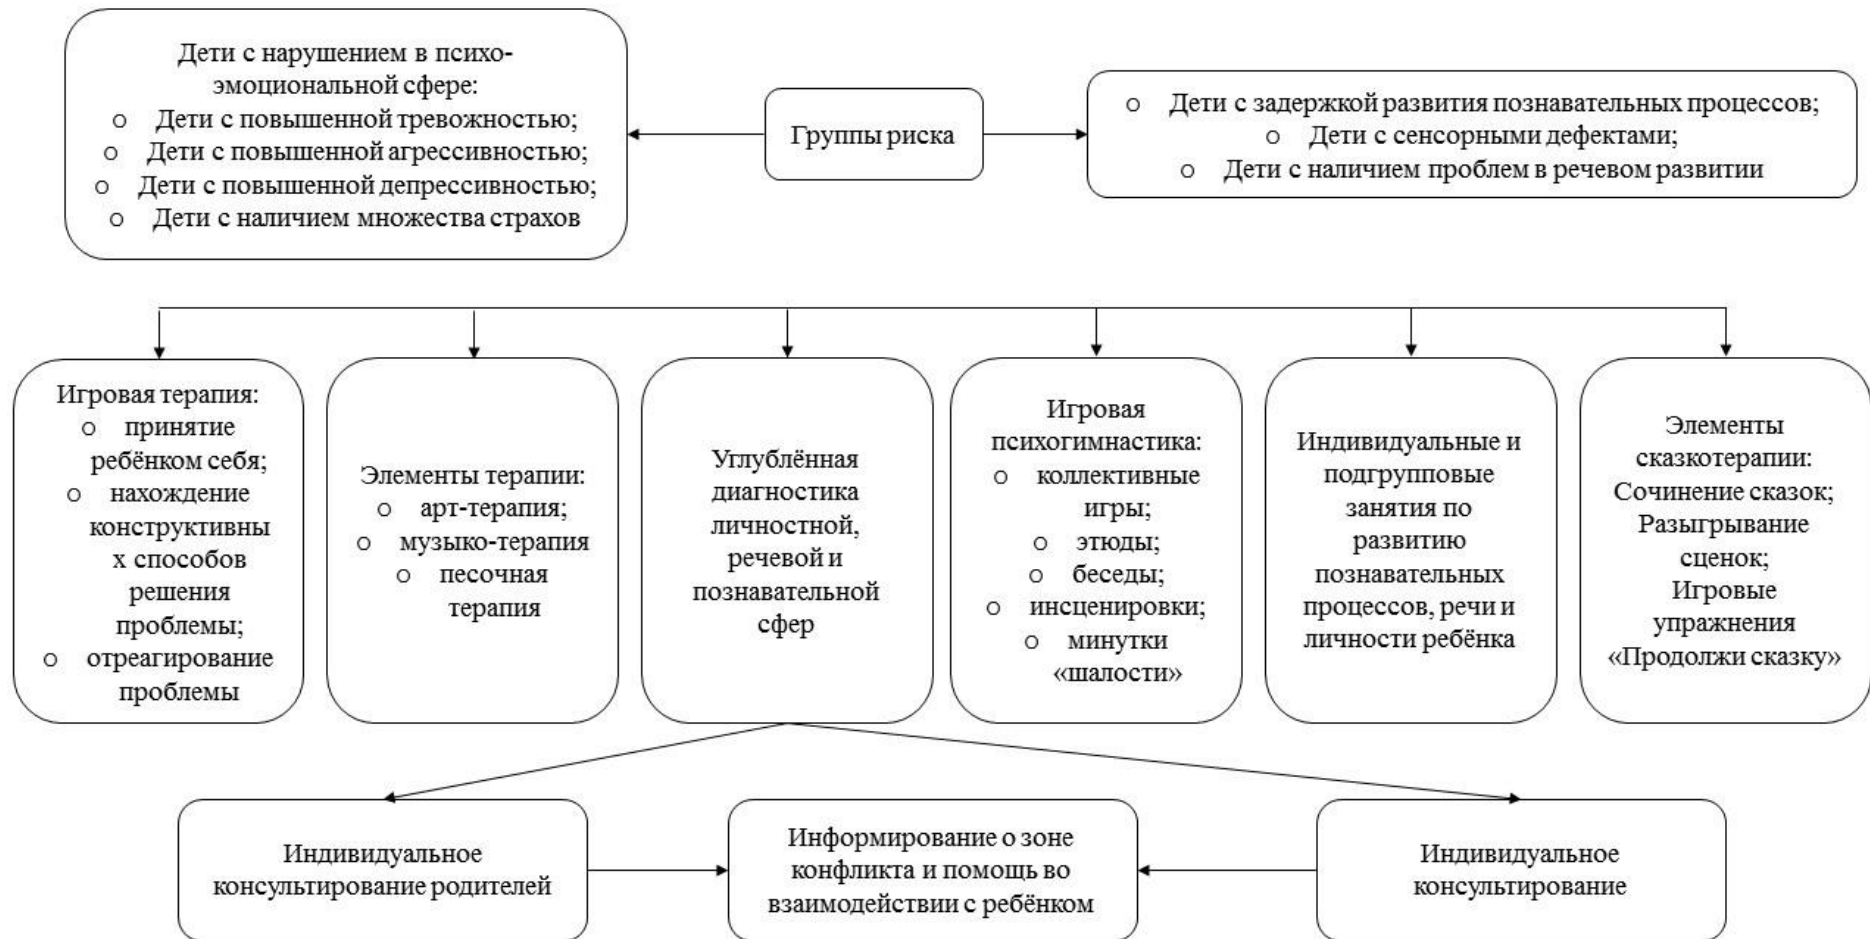 Дети с нарушением в психо-
эмоциональной сфере:
o Дети с повышенной тревожностью;
o Дети с повышенной агрессивностью;
o Дети с повышенной депрессивностью;
o Дети с наличием множества страхов
Группы риска
o Дети с задержкой развития познавательных процессов;
o Дети с сенсорными дефектами;
o Дети с наличием проблем в речевом развитии
Игровая терапия:
o принятие
ребёнком себя;
o нахождение
конструктивны
х способов
решения
проблемы;
o отреагирование
проблемы
Элементы терапии:
o арт-терапия;
o музыко-терапия
o песочная
терапия
Углублённая
диагностика
личностной,
речевой и
познавательной
сфер
Игровая
психогимнастика:
o коллективные
игры;
o этюды;
o беседы;
o инсценировки;
o минутки
«шалости»
Индивидуальные и
подгрупповые
занятия по
развитию
познавательных
процессов, речи и
личности ребёнка
Элементы
сказкотерапии:
Сочинение сказок;
Разыгрывание
сценок;
Игровые
упражнения
«Продолжи сказку»
Индивидуальное
консультирование родителей
Информирование о зоне
конфликта и помощь во
взаимодействии с ребёнком
Индивидуальное
консультирование